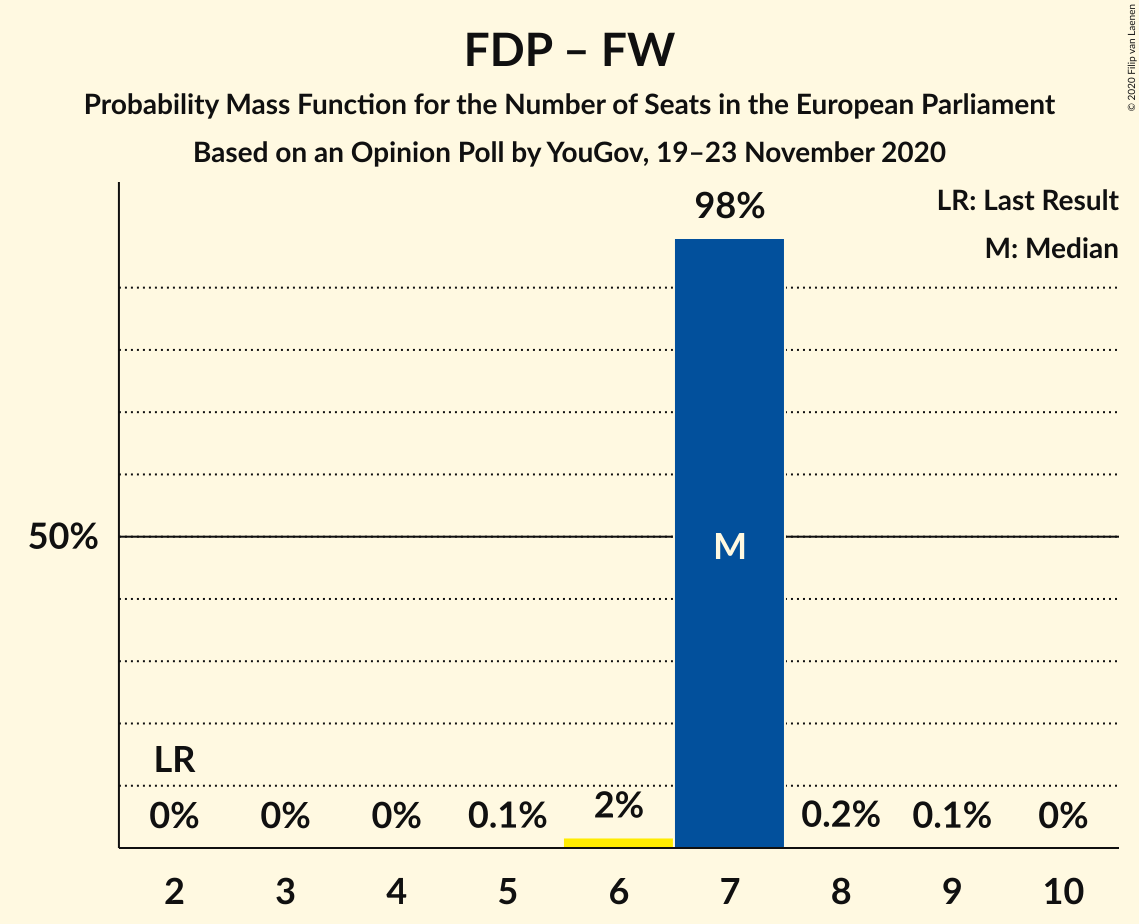 FDP – FW
Probability Mass Function for the Number of Seats in the European Parliament
Based on an Opinion Poll by YouGov, 19–23 November 2020
© 2020 Filip van Laenen
LR: Last Result
M: Median
98%
50%
M
LR
0% 0% 0% 0.1% 2% 0.2% 0.1% 0%
2 3 4 5 6 7 8 9 10